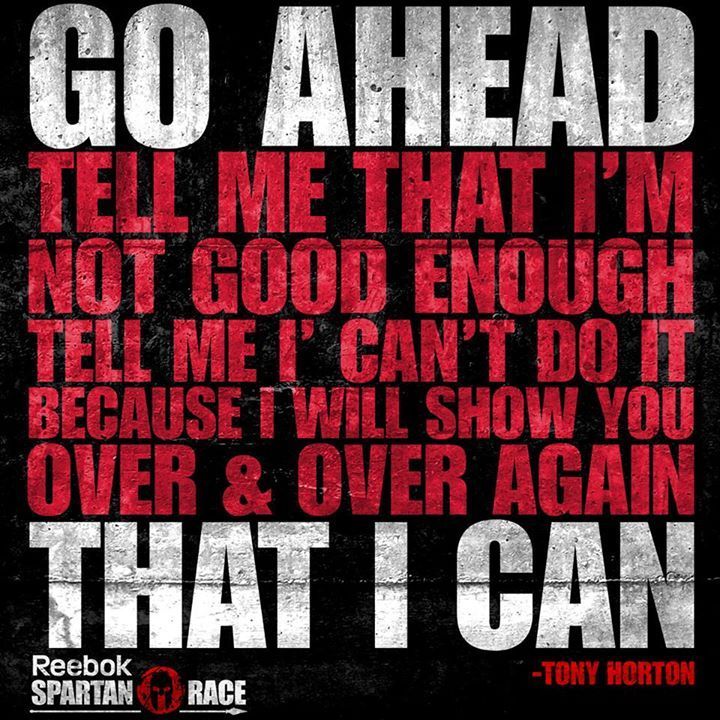 GO AHEAD
TELL ME THAT I'M
NOT GOOD ENOUGH
TELL ME I' CAN'T DO IT
BECAUSE I WILL SHOW YOU
OVER & OVER AGAIN
THAT I CAN
-TONY HORTON
Reebok
SPARTAN RACE